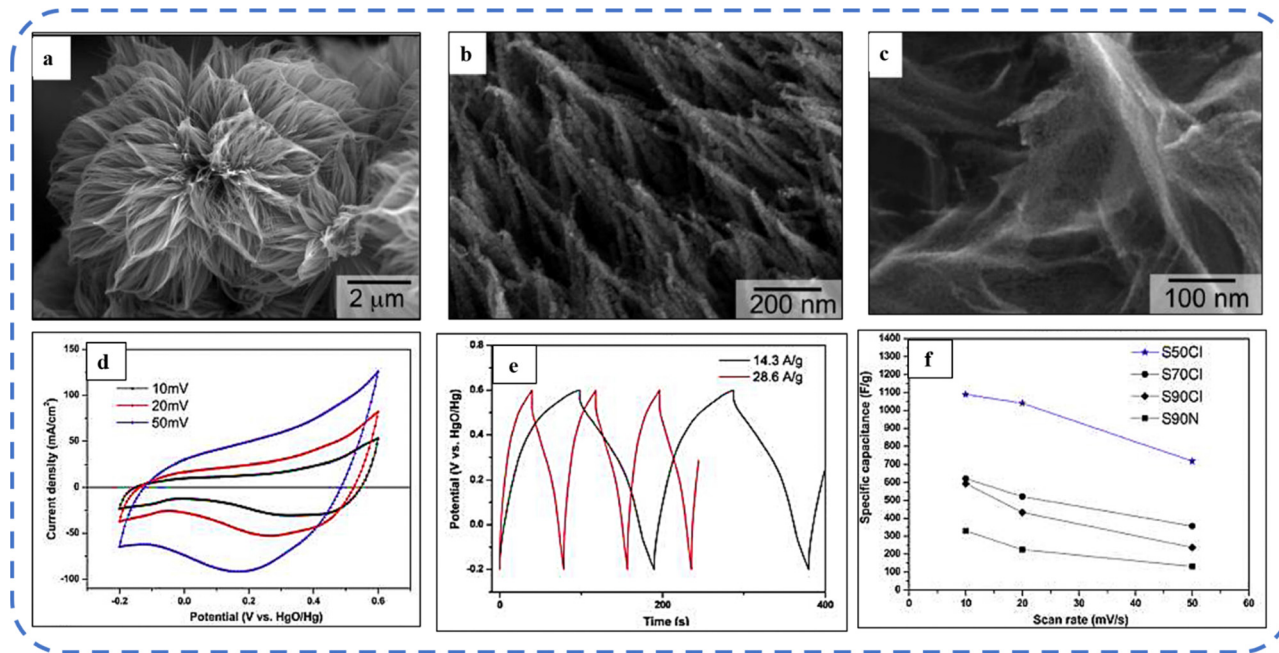 a
2 μm
b
200 nm
c
100 nm
d
10mV
20mV
50mV
150
125
100
50
0
-50
-100
-0.2
0.0
0.2
0.4
0.6
Current density (mA/cm²)
Potential (V vs. HgO/Hg)
e
14.3 A/g
28.6 A/g
0.8
0.6
0.4
0.2
0.0
-0.2
0
200
400
Potential (V vs. HgO/Hg)
Time (s)
f
S50Cl
S70Cl
S90Cl
S90N
1400
1300
1200
1100
1000
900
800
700
600
500
400
300
200
100
0
0
10
20
30
40
50
60
Specific capacitance (F/g)
Scan rate (mV/s)